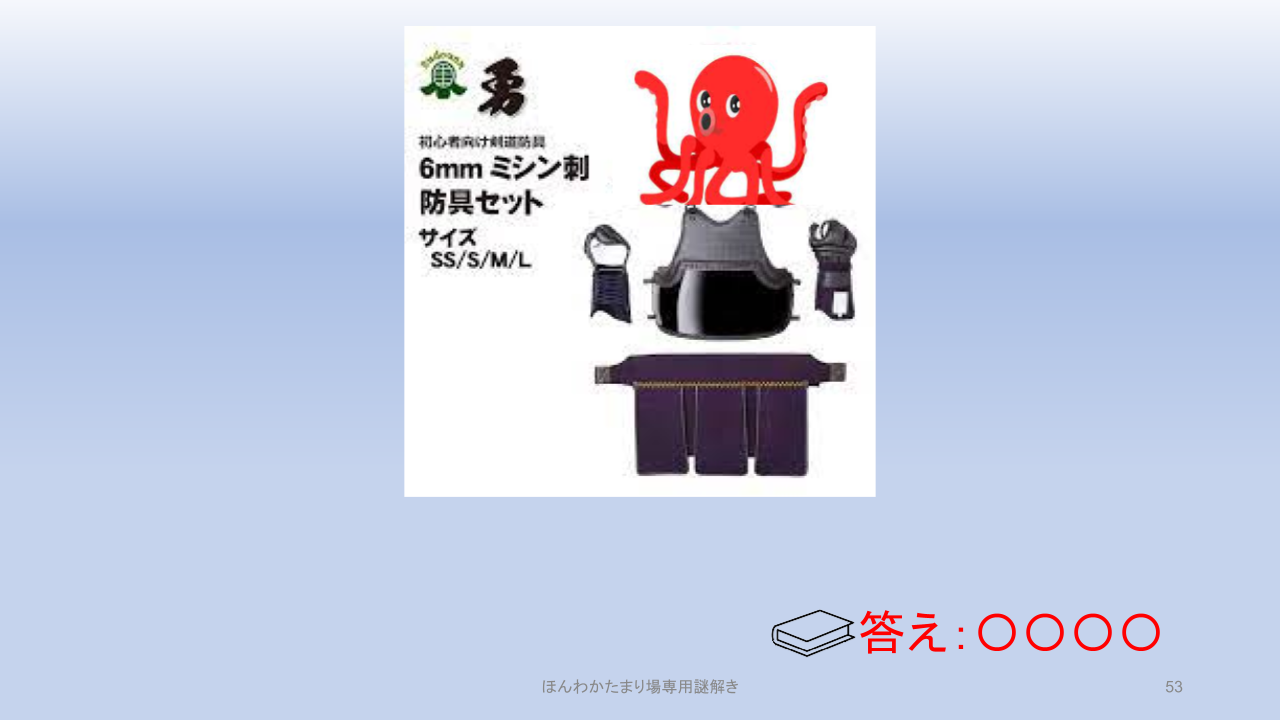 勇
初心者向け剣道防具
6mm ミシン刺
防具セット
サイズ
SS/S/M/L
答え:〇〇〇〇
ほんわかたまり場専用謎解き
53